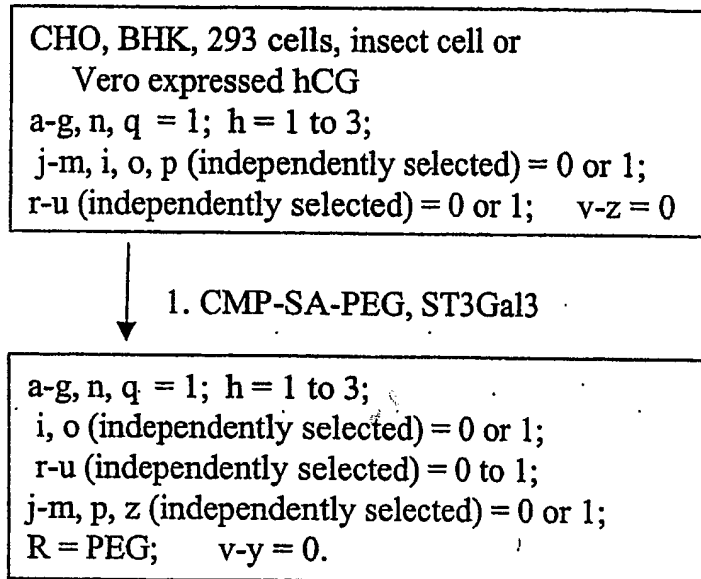 CHO, BHK, 293 cells, insect cell or
Vero expressed hCG
a-g, n, q = 1; h = 1 to 3;
j-m, i, o, p (independently selected) = 0 or 1;
r-u (independently selected) = 0 or 1; v-z = 0
1. CMP-SA-PEG, ST3Gal3
a-g, n, q = 1; h = 1 to 3;
i, o (independently selected) = 0 or 1;
r-u (independently selected) = 0 to 1;
j-m, p, z (independently selected) = 0 or 1;
R = PEG; v-y = 0.